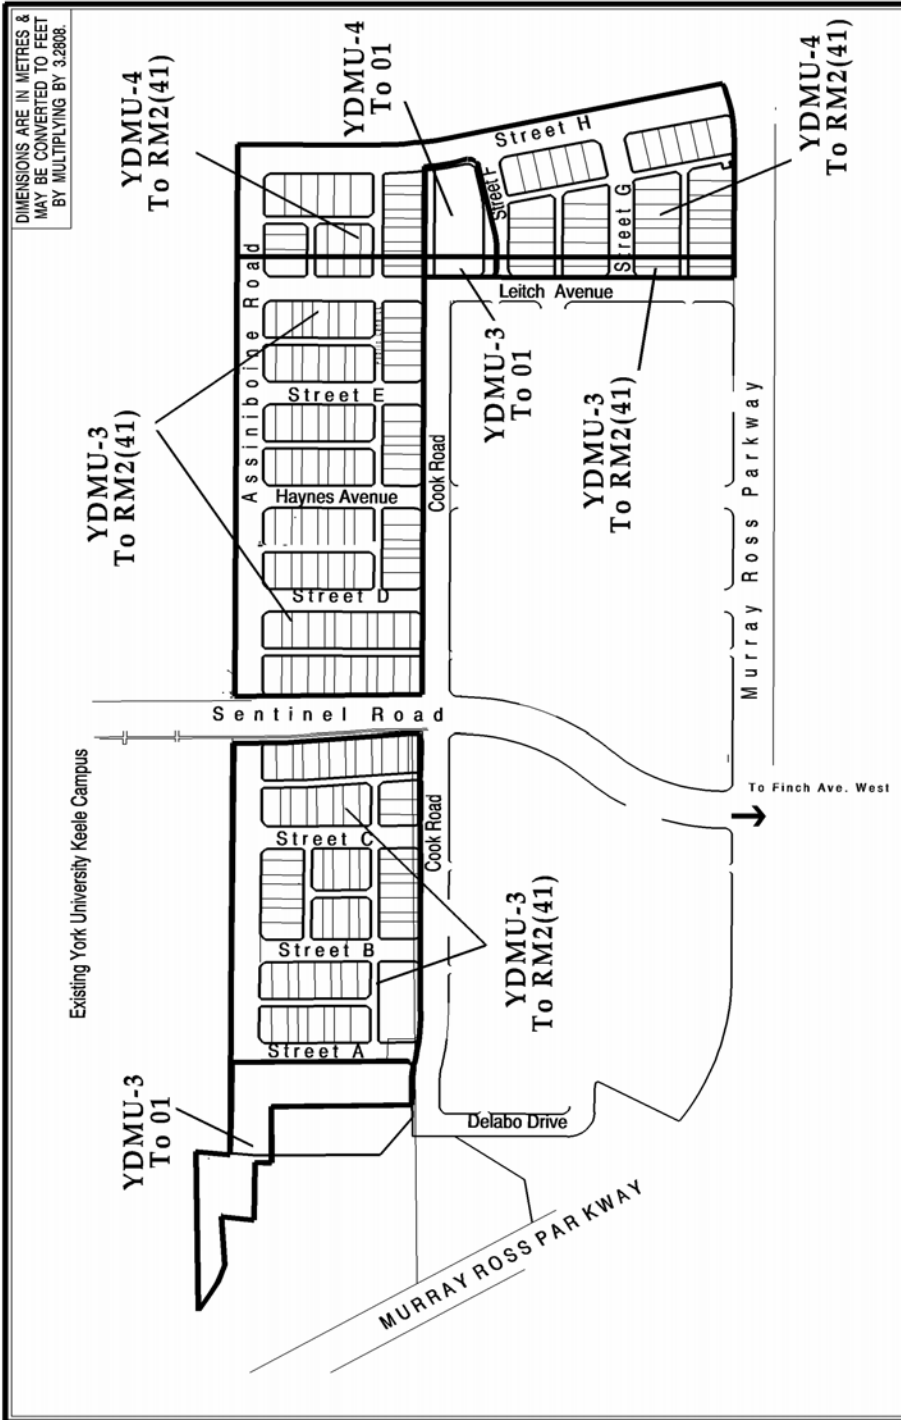 DIMENSIONS ARE IN METRES &
MAY BE CONVERTED TO FEET
BY MULTIPLYING BY 3.2808.
YDMU-4
To RM2(41)
YDMU-4
To 01
YDMU-4
To RM2(41)
Street H
Street F
Street G
Assiniboine Road
Leitch Avenue
YDMU-3
To 01
YDMU-3
To RM2(41)
YDMU-3
To RM2(41)
Street E
Haynes Avenue
Cook Road
Street D
Murray Ross Parkway
Sentinel Road
Existing York University Keele Campus
To Finch Ave. West
Street C
Cook Road
Street B
YDMU-3
To RM2(41)
Street A
YDMU-3
To 01
Delabo Drive
MURRAY ROSS PARKWAY